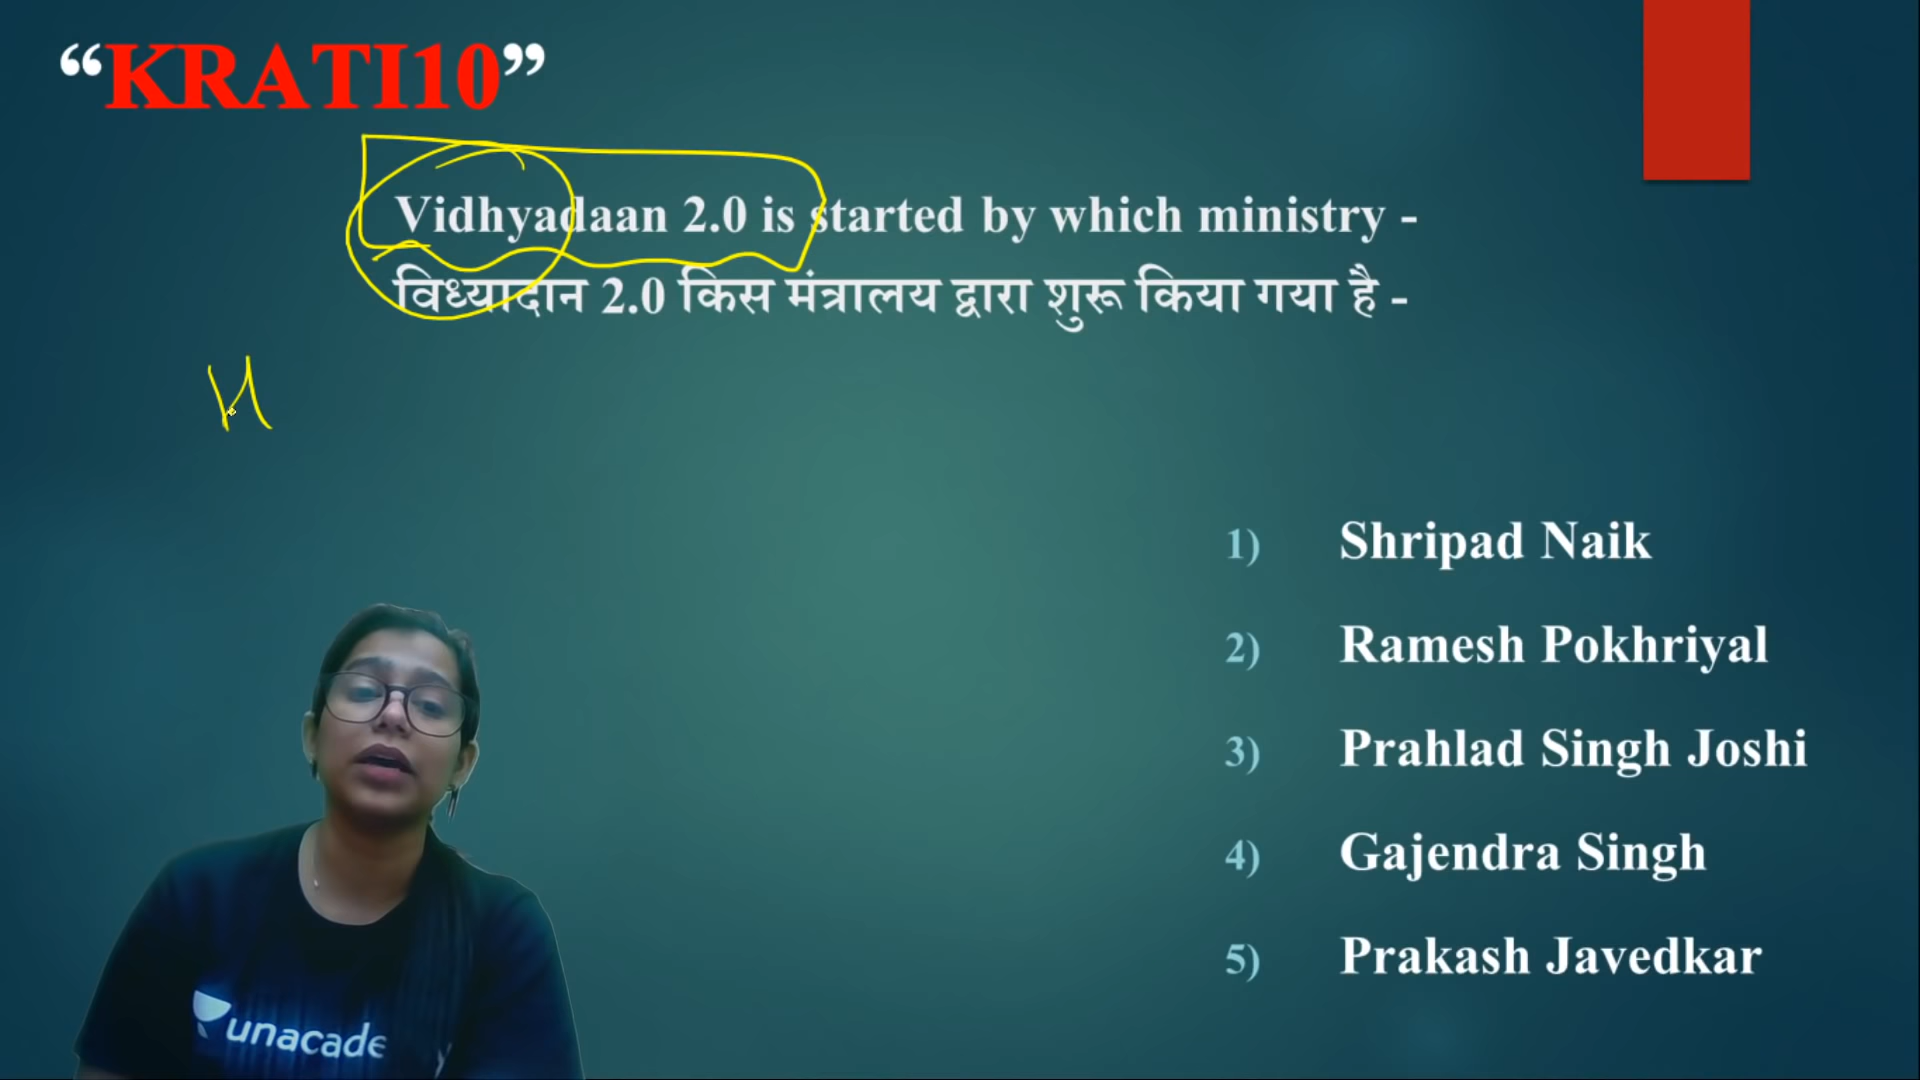 “KRATI10”
Vidhyadaan 2.0 is started by which ministry -
विध्यादान 2.0 किस मंत्रालय द्वारा शुरू किया गया है -
1) Shripad Naik
2) Ramesh Pokhriyal
3) Prahlad Singh Joshi
4) Gajendra Singh
5) Prakash Javedkar
unacade